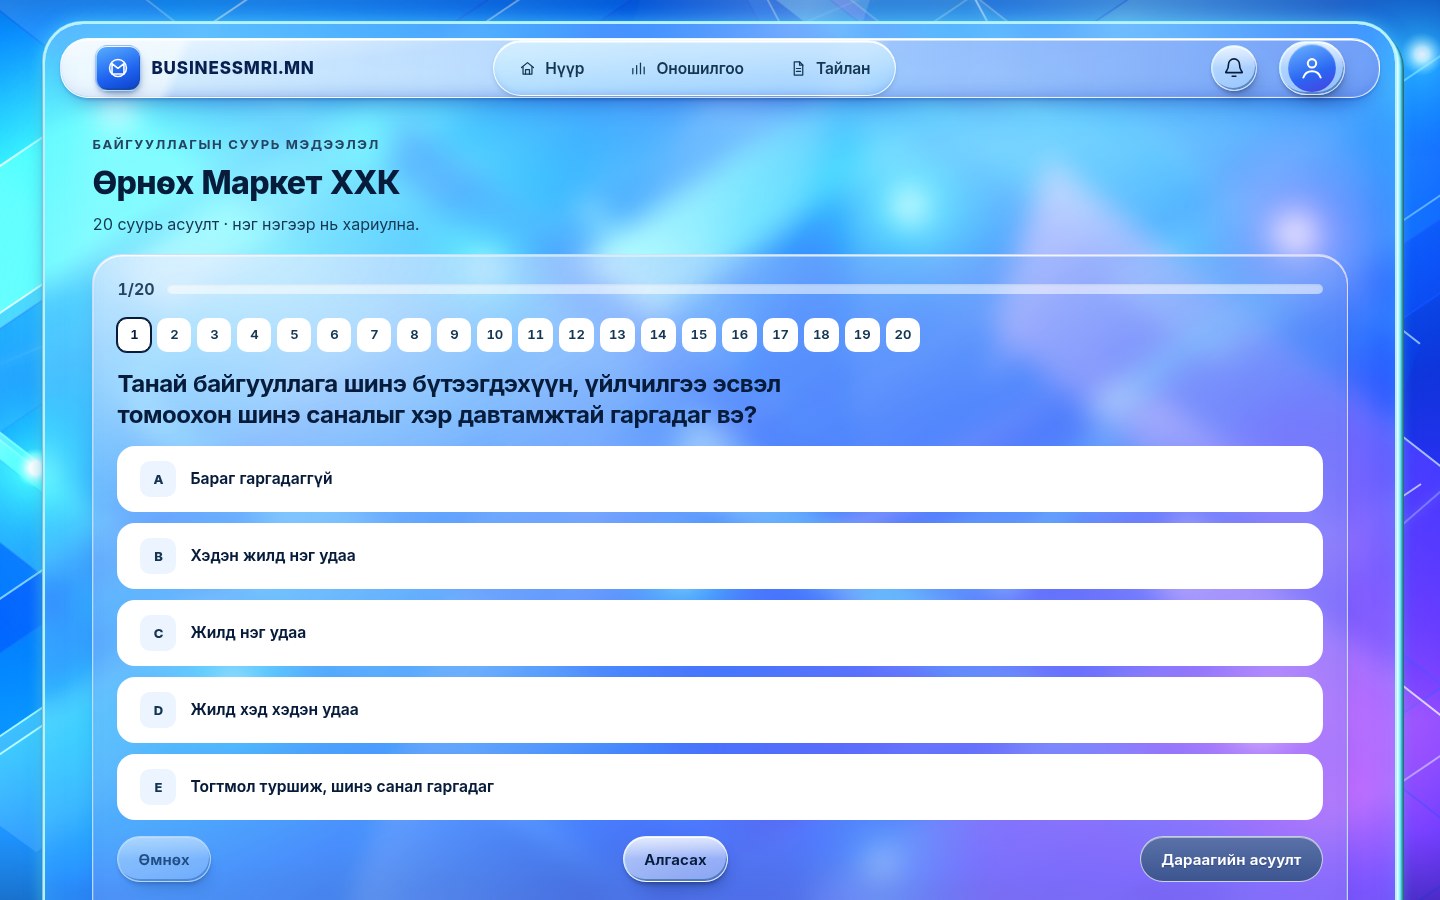 BUSINESSMRI.MN
Нүүр
Оношилгоо
Тайлан
БАЙГУУЛЛАГЫН СУУРЬ МЭДЭЭЛЭЛ
Өрнөх Маркет ХХК
20 суурь асуулт · нэг нэгээр нь хариулна.
1/20
1 2 3 4 5 6 7 8 9 10 11 12 13 14 15 16 17 18 19 20
Танай байгууллага шинэ бүтээгдэхүүн, үйлчилгээ эсвэл
томоохон шинэ саналыг хэр давтамжтай гаргадаг вэ?
A Бараг гаргадаггүй
B Хэдэн жилд нэг удаа
C Жилд нэг удаа
D Жилд хэд хэдэн удаа
E Тогтмол туршиж, шинэ санал гаргадаг
Өмнөх
Алгасах
Дараагийн асуулт